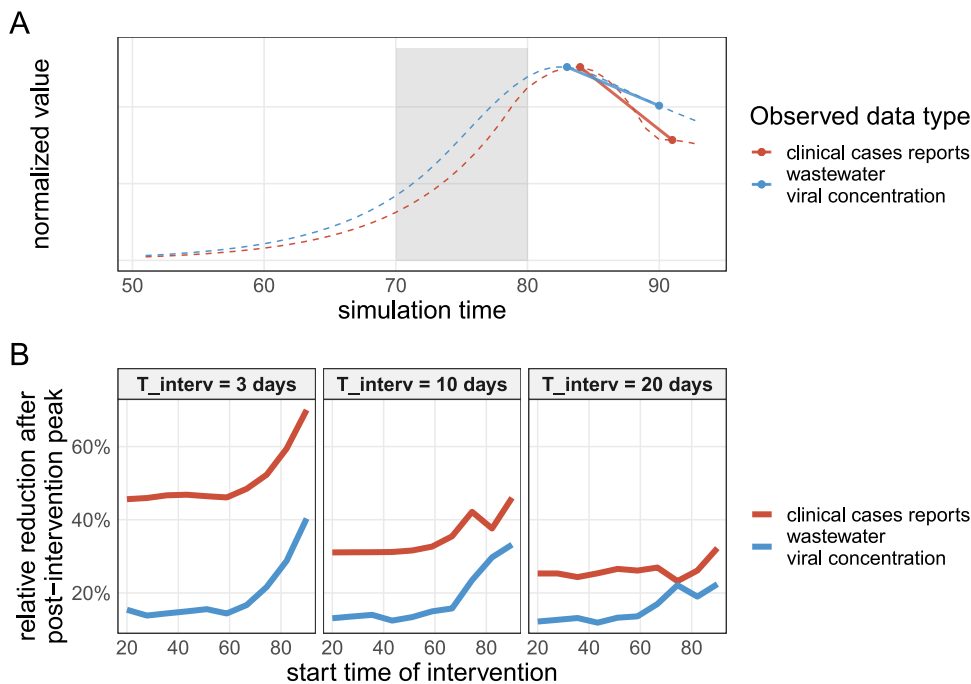 A
normalized value
50 60 70 80 90
simulation time
Observed data type
clinical cases reports
wastewater
viral concentration
B
T_interv = 3 days T_interv = 10 days T_interv = 20 days
relative reduction after
post−intervention peak
60%
40%
20%
20 40 60 80 20 40 60 80 20 40 60 80
start time of intervention
clinical cases reports
wastewater
viral concentration